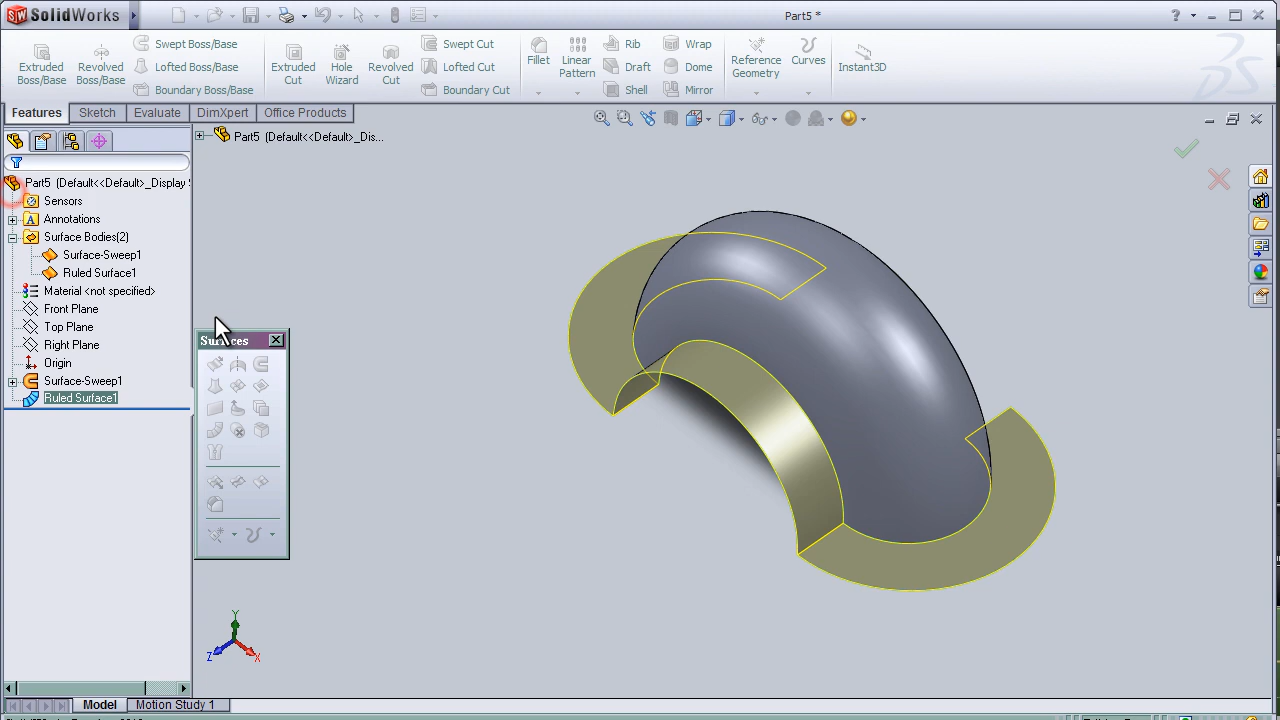 SolidWorks
Part5 *
Extruded Boss/Base
Revolved Boss/Base
Swept Boss/Base
Lofted Boss/Base
Boundary Boss/Base
Extruded Cut
Hole Wizard
Revolved Cut
Swept Cut
Lofted Cut
Boundary Cut
Fillet
Linear Pattern
Rib
Draft
Shell
Wrap
Dome
Mirror
Reference Geometry
Curves
Instant3D
Features
Sketch
Evaluate
DimXpert
Office Products
Part5 (Default<<Default>_Dis...
Part5 (Default<<Default>_Display
Sensors
Annotations
Surface Bodies(2)
Surface-Sweep1
Ruled Surface1
Material <not specified>
Front Plane
Top Plane
Right Plane
Origin
Surface-Sweep1
Ruled Surface1
Surfaces
Y
Z
X
Model
Motion Study 1